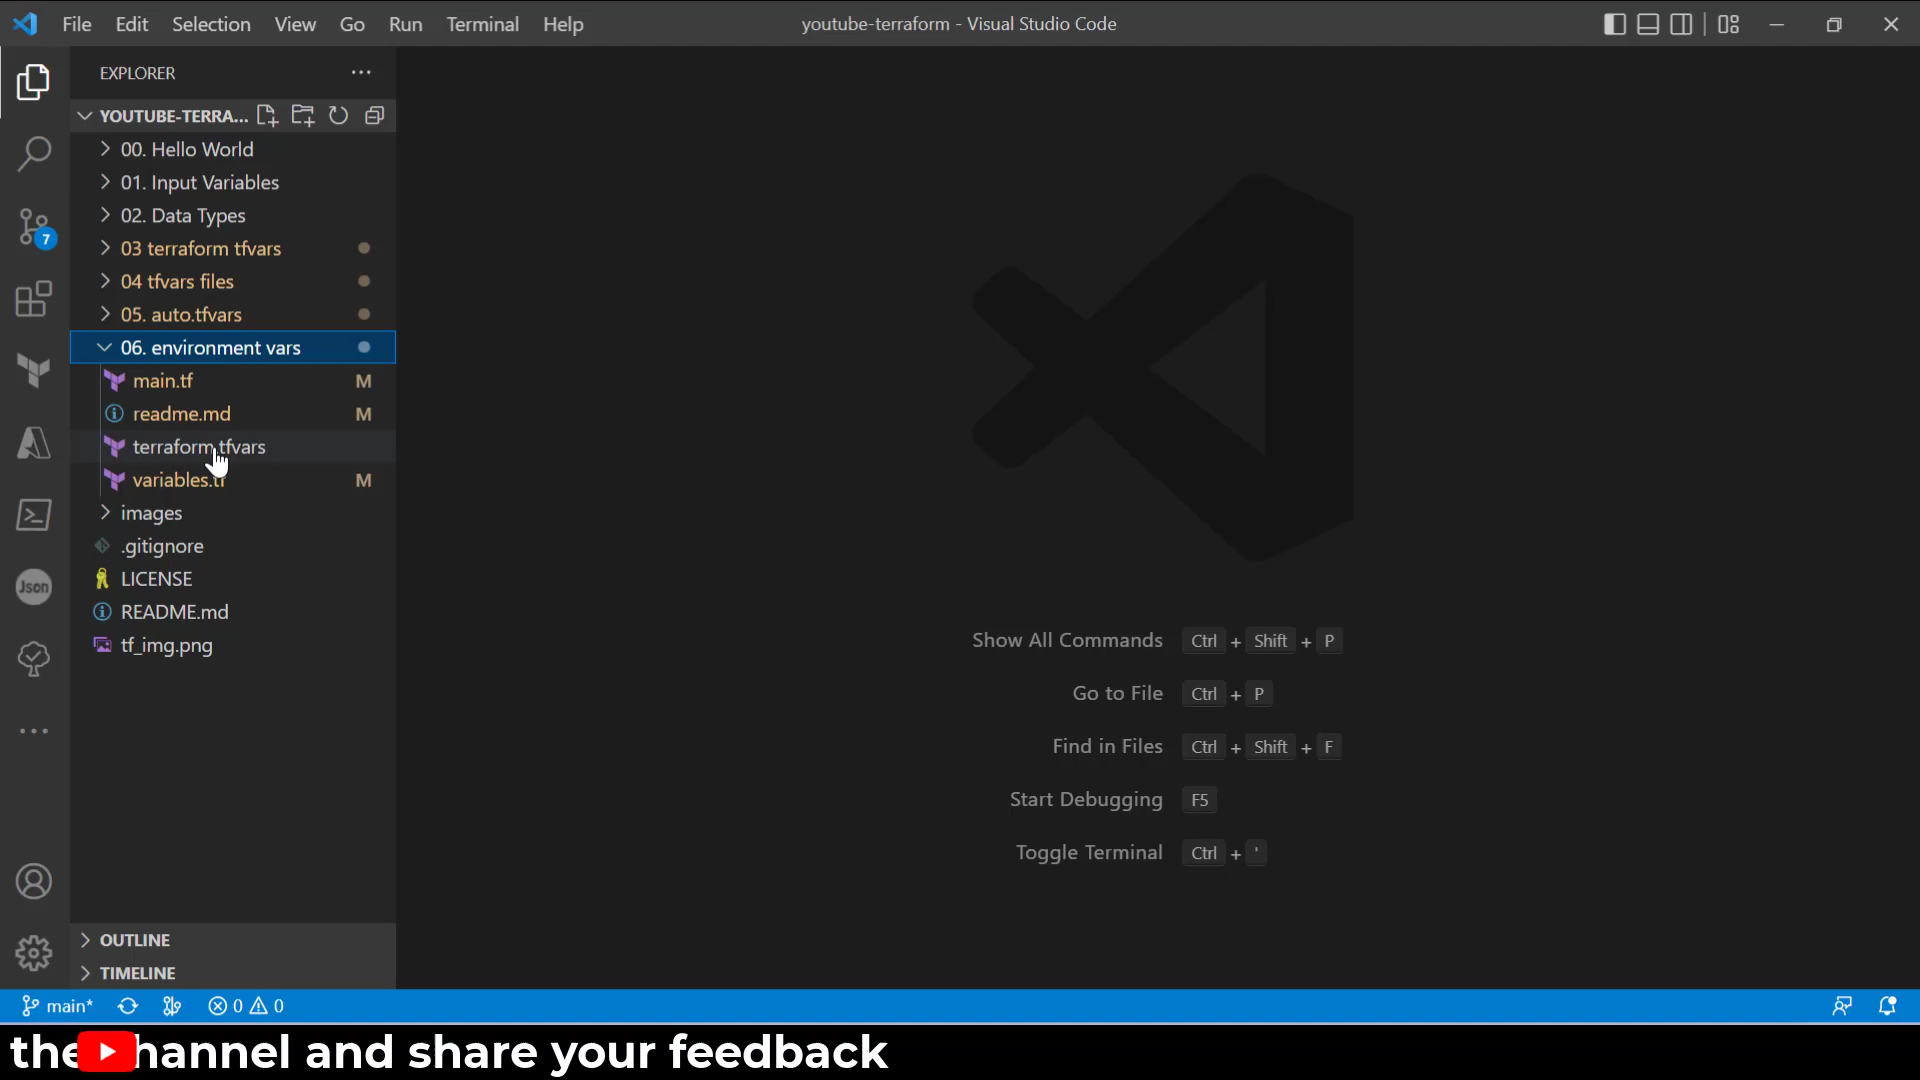 File Edit Selection View Go Run Terminal Help
youtube-terraform - Visual Studio Code
EXPLORER
YOUTUBE-TERRA...
00. Hello World
01. Input Variables
02. Data Types
03 terraform tfvars
04 tfvars files
05. auto.tfvars
06. environment vars
main.tf M
readme.md M
terraform.tfvars
variables.tf M
images
.gitignore
LICENSE
README.md
tf_img.png
7
Json
Show All Commands Ctrl + Shift + P
Go to File Ctrl + P
Find in Files Ctrl + Shift + F
Start Debugging F5
Toggle Terminal Ctrl + '
OUTLINE
TIMELINE
main* 0 0
the channel and share your feedback